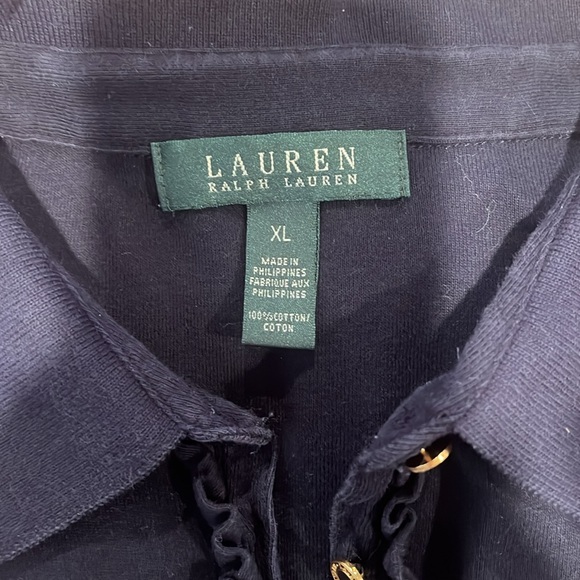 LAUREN
RALPH LAUREN
XL
MADE IN
PHILIPPINES
FABRIQUE AUX
PHILIPPINES
100% COTTON/
COTON